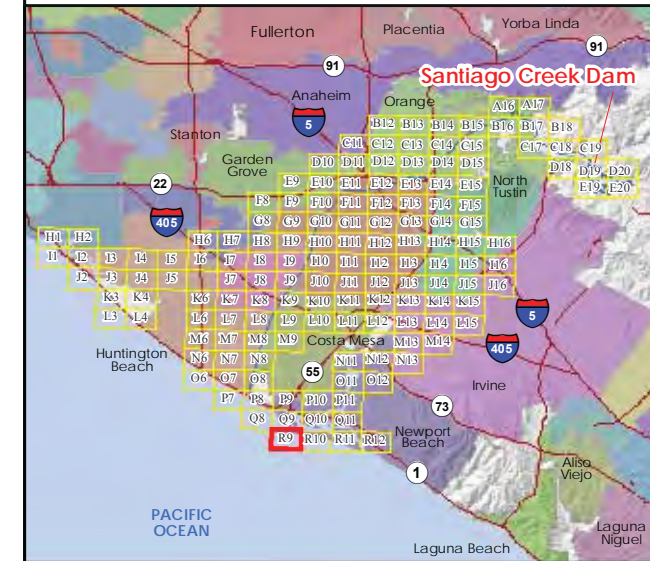 Yorba Linda
Fullerton
Placentia
91
91
Santiago Creek Dam
Anaheim
Orange
A16 A17
5
B12 B13 B14 B15 B16 B17 B18
Stanton
C11 C12 C13 C14 C15 C17 C18 C19
Garden
Grove
D10 D11 D12 D13 D14 D15 D18 D19 D20
22
E9 E10 E11 E12 E13 E14 E15 E19 E20
North
Tustin
F8 F9 F10 F11 F12 F13 F14 F15
405
G8 G9 G10 G11 G12 G13 G14 G15
H1 H2 H6 H7 H8 H9 H10 H11 H12 H13 H14 H15 H16
I1 I2 I3 I4 I5 I6 I7 I8 I9 I10 I11 I12 I13 I14 I15 I16
J2 J3 J4 J5 J7 J8 J9 J10 J11 J12 J13 J14 J15 J16
K3 K4 K6 K7 K8 K9 K10 K11 K12 K13 K14 K15
5
L3 L4 L6 L7 L8 L9 L10 L11 L12 L13 L14 L15
M6 M7 M8 M9 Costa Mesa M13 M14
405
Huntington
Beach
N6 N7 N8 N11 N12 N13
55
O6 O7 O8 O11 O12
Irvine
P7 P8 P9 P10 P11
73
Q8 Q9 Q10 Q11
R9 R10 R11 R12
Newport
Beach
1
Aliso
Viejo
PACIFIC
OCEAN
Laguna
Niguel
Laguna Beach